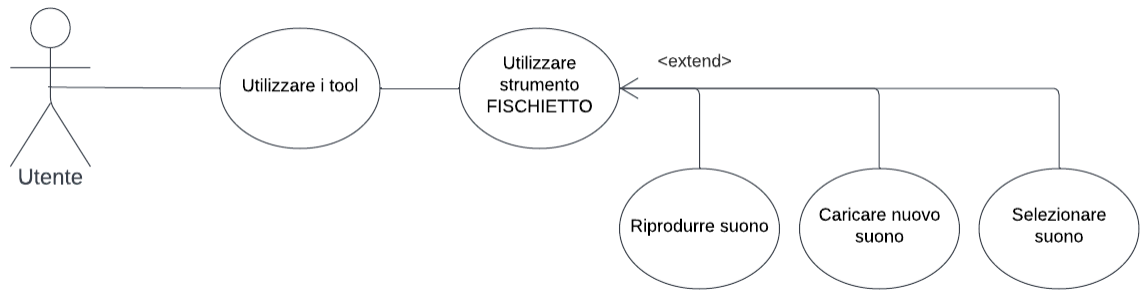 Utente
Utilizzare i tool
Utilizzare
strumento
FISCHIETTO
<extend>
Riprodurre suono
Caricare nuovo
suono
Selezionare
suono